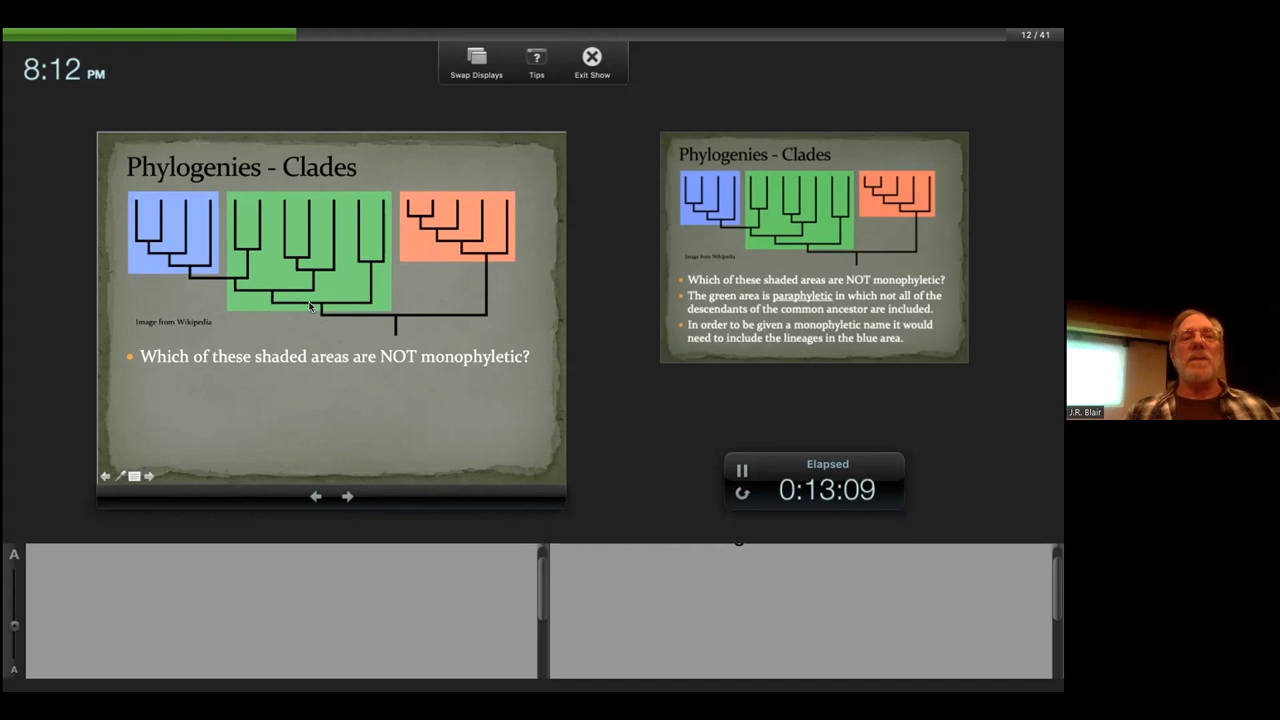 12 / 41
8:12 PM
Swap Displays
?
Tips
Exit Show
Phylogenies - Clades
Image from Wikipedia
• Which of these shaded areas are NOT monophyletic?
Phylogenies - Clades
Image from Wikipedia
• Which of these shaded areas are NOT monophyletic?
• The green area is paraphyletic in which not all of the
descendants of the common ancestor are included.
• In order to be given a monophyletic name it would
need to include the lineages in the blue area.
J.R. Blair
Elapsed
0:13:09
A
A